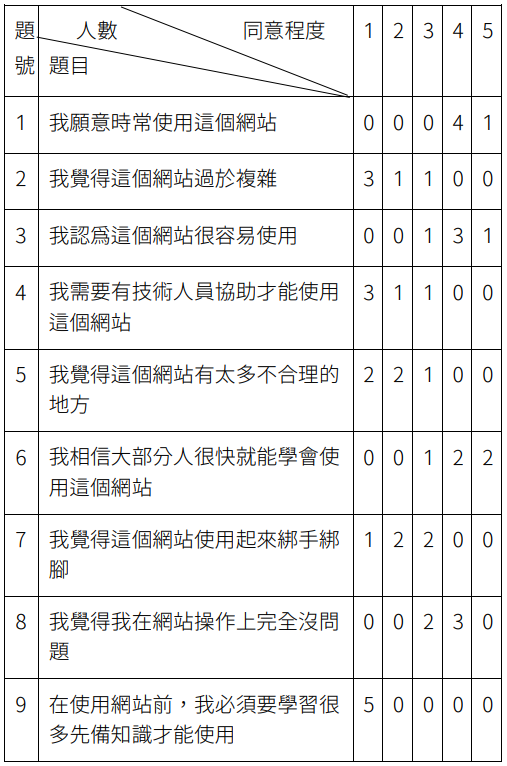 題號 人數 題目 同意程度 1 2 3 4 5
1 我願意時常使用這個網站 0 0 0 4 1
2 我覺得這個網站過於複雜 3 1 1 0 0
3 我認為這個網站很容易使用 0 0 1 3 1
4 我需要有技術人員協助才能使用
這個網站 3 1 1 0 0
5 我覺得這個網站有太多不合理的
地方 2 2 1 0 0
6 我相信大部分人很快就能學會使
用這個網站 0 0 1 2 2
7 我覺得這個網站使用起來綁手綁
腳 1 2 2 0 0
8 我覺得我在網站操作上完全沒問
題 0 0 2 3 0
9 在使用網站前，我必須要學習很
多先備知識才能使用 5 0 0 0 0